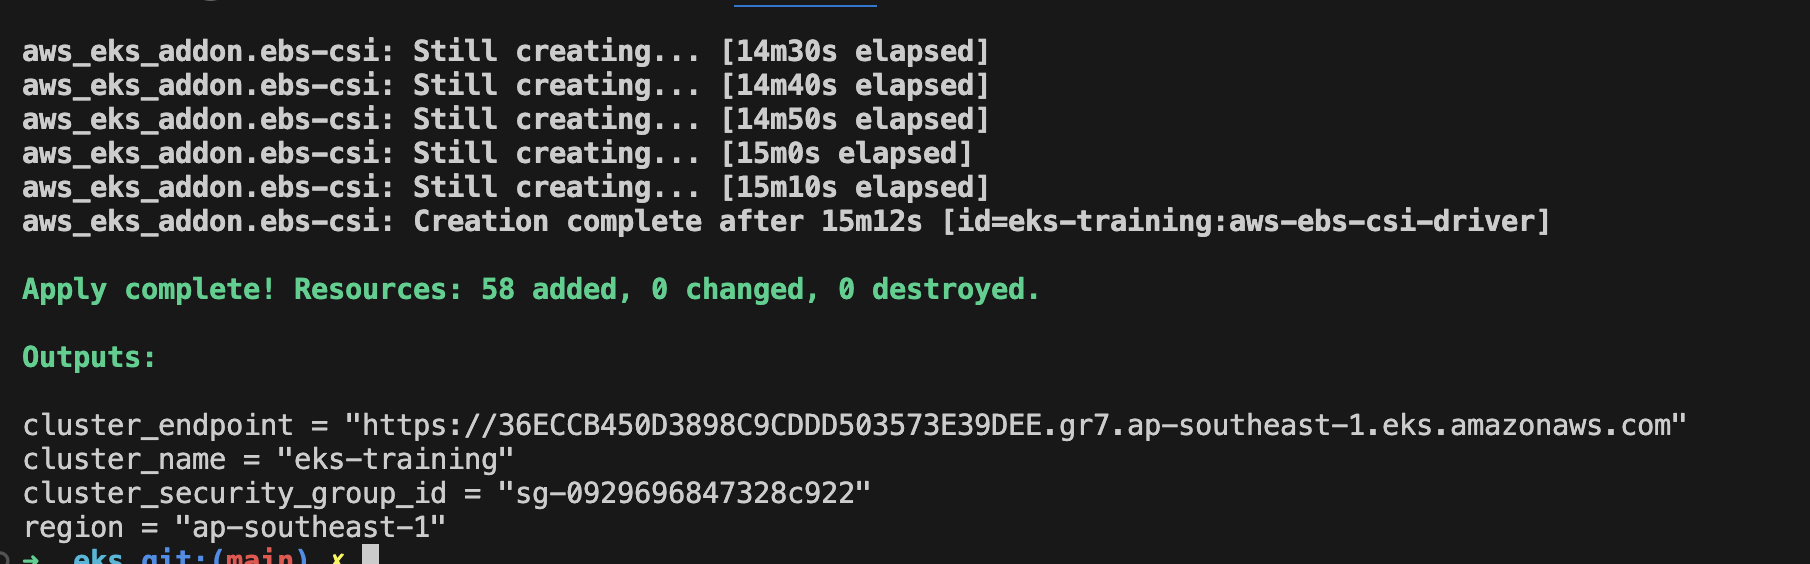 aws_eks_addon.ebs-csi: Still creating... [14m30s elapsed]
aws_eks_addon.ebs-csi: Still creating... [14m40s elapsed]
aws_eks_addon.ebs-csi: Still creating... [14m50s elapsed]
aws_eks_addon.ebs-csi: Still creating... [15m0s elapsed]
aws_eks_addon.ebs-csi: Still creating... [15m10s elapsed]
aws_eks_addon.ebs-csi: Creation complete after 15m12s [id=eks-training:aws-ebs-csi-driver]
Apply complete! Resources: 58 added, 0 changed, 0 destroyed.
Outputs:
cluster_endpoint = "https://36ECCB450D3898C9CDDD503573E39DEE.gr7.ap-southeast-1.eks.amazonaws.com"
cluster_name = "eks-training"
cluster_security_group_id = "sg-0929696847328c922"
region = "ap-southeast-1"
➜ eks git:(main) ✗